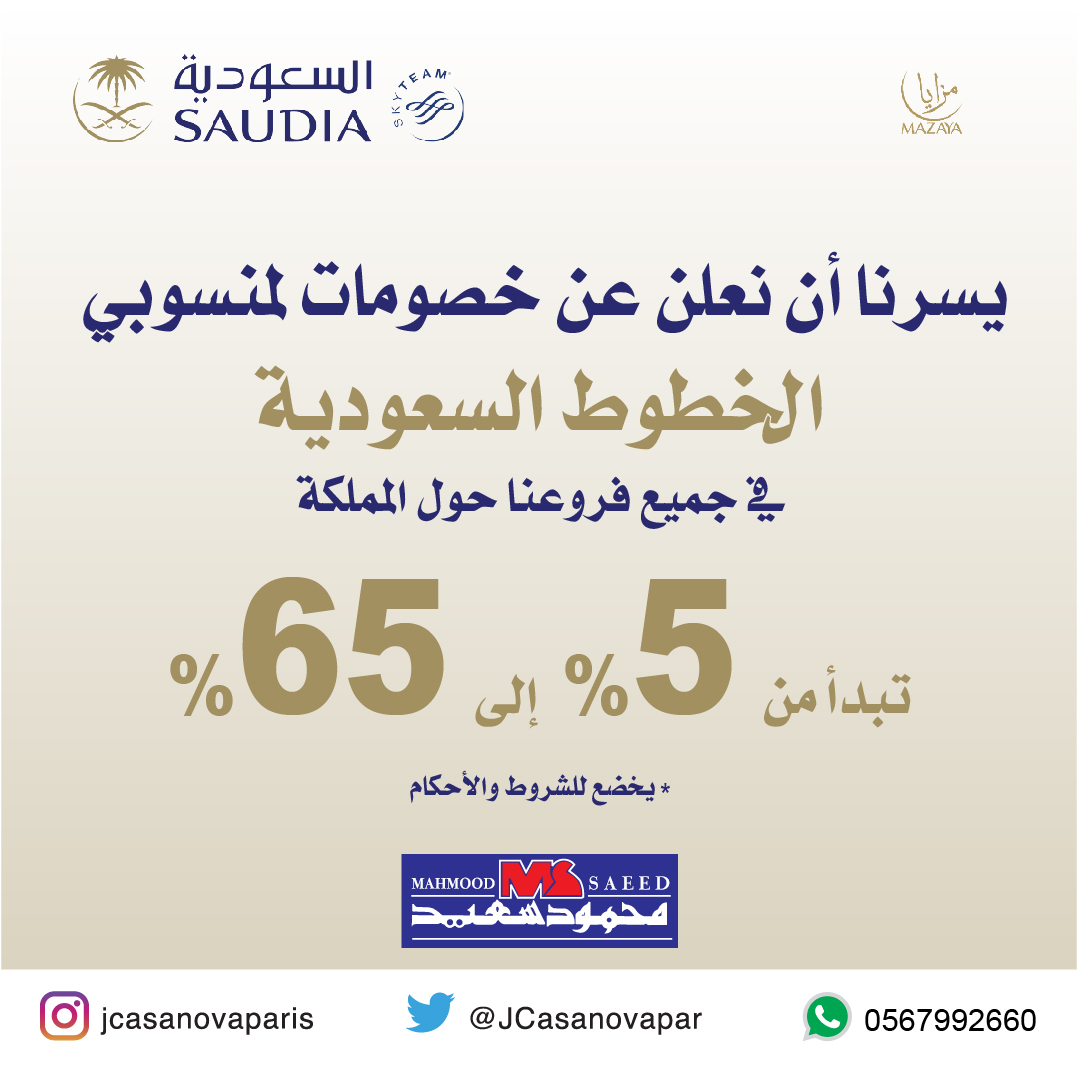 السعودية
SAUDIA
SKYTEAM
مزايا
MAZAYA
يسرنا أن نعلن عن خصومات لمنسوبي
الخطوط السعودية
في جميع فروعنا حول المملكة
تبدأ من 5% إلى 65%
* يخضع للشروط والأحكام
MAHMOOD MS SAEED
محمود سعيد
jcasanovaparis @JCasanovapar 0567992660